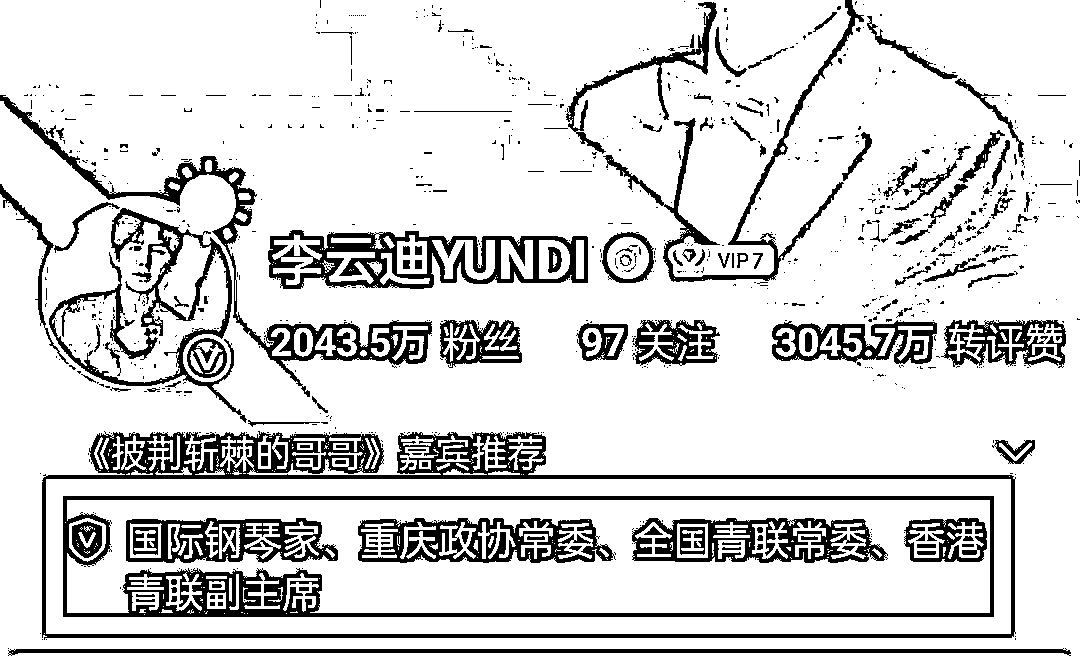 李云迪YUNDI VIP 7
2043.5万 粉丝 97 关注 3045.7万 转评赞
《披荆斩棘的哥哥》嘉宾推荐
国际钢琴家、重庆政协常委、全国青联常委、香港
青联副主席